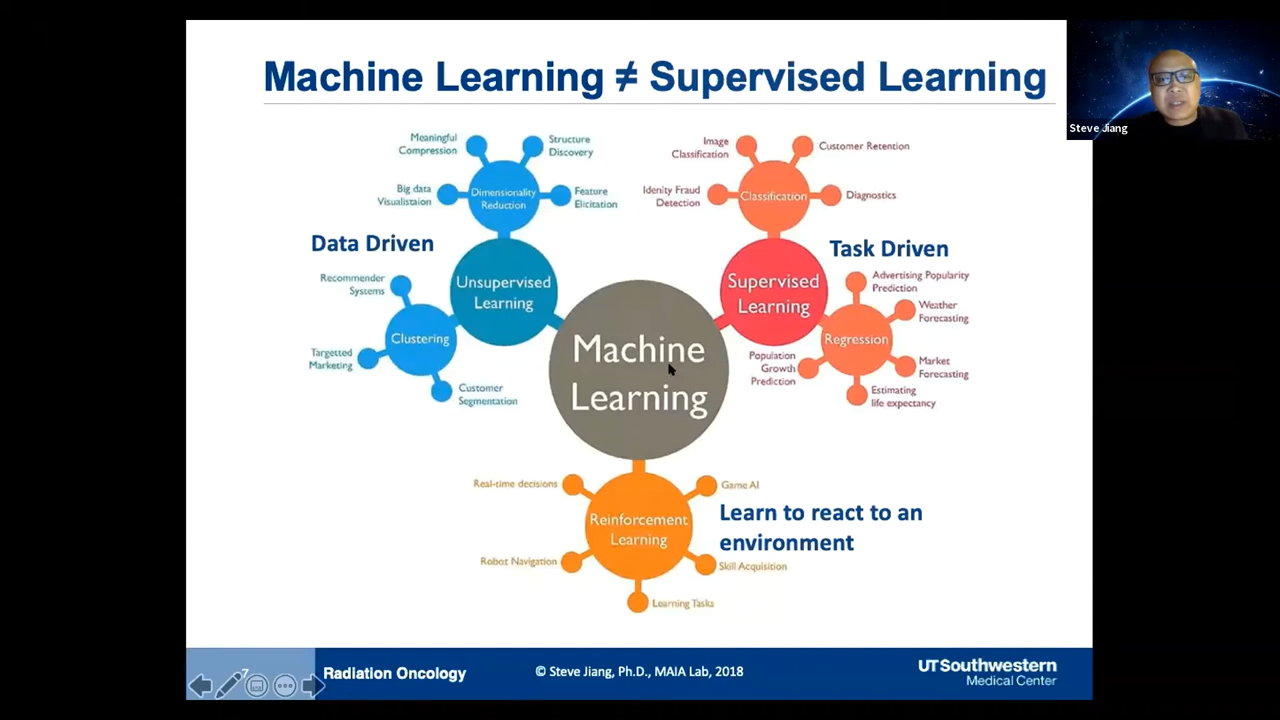 Machine Learning ≠ Supervised Learning
Steve Jiang
Meaningful
Compression
Structure
Discovery
Big data
Visualistaion
Dimensionality
Reduction
Feature
Elicitation
Data Driven
Unsupervised
Learning
Recommender
Systems
Clustering
Targetted
Marketing
Customer
Segmentation
Image
Classification
Customer Retention
Idenity Fraud
Detection
Classification
Diagnostics
Task Driven
Supervised
Learning
Advertising Popularity
Prediction
Weather
Forecasting
Regression
Population
Growth
Prediction
Market
Forecasting
Estimating
life expectancy
Machine
Learning
Real-time decisions
Game AI
Reinforcement
Learning
Learn to react to an
environment
Robot Navigation
Skill Acquisition
Learning Tasks
7
Radiation Oncology
© Steve Jiang, Ph.D., MAIA Lab, 2018
UTSouthwestern
Medical Center